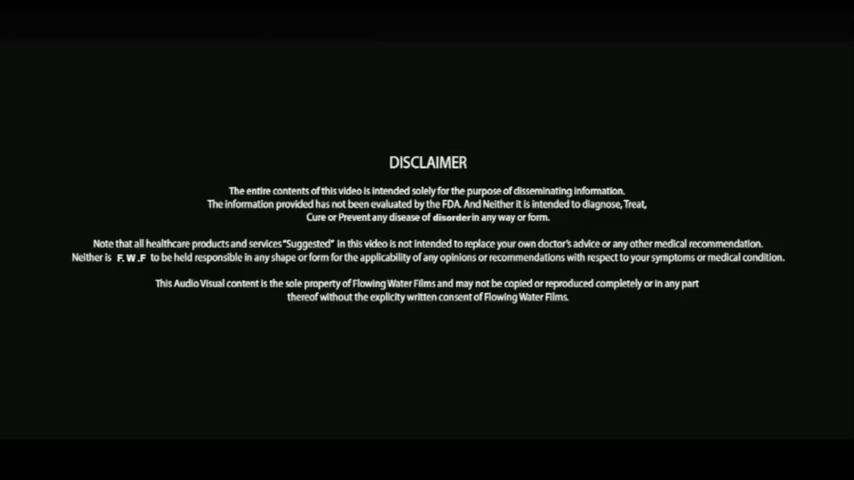 DISCLAIMER
The entire contents of this video is intended solely for the purpose of disseminating information.
The information provided has not been evaluated by the FDA. And Neither it is intended to diagnose, Treat,
Cure or Prevent any disease of disorder in any way or form.
Note that all healthcare products and services "Suggested" in this video is not intended to replace your own doctor's advice or any other medical recommendation.
Neither is F.W.F to be held responsible in any shape or form for the applicability of any opinions or recommendations with respect to your symptoms or medical condition.
This Audio Visual content is the sole property of Flowing Water Films and may not be copied or reproduced completely or in any part
thereof without the explicity written consent of Flowing Water Films.